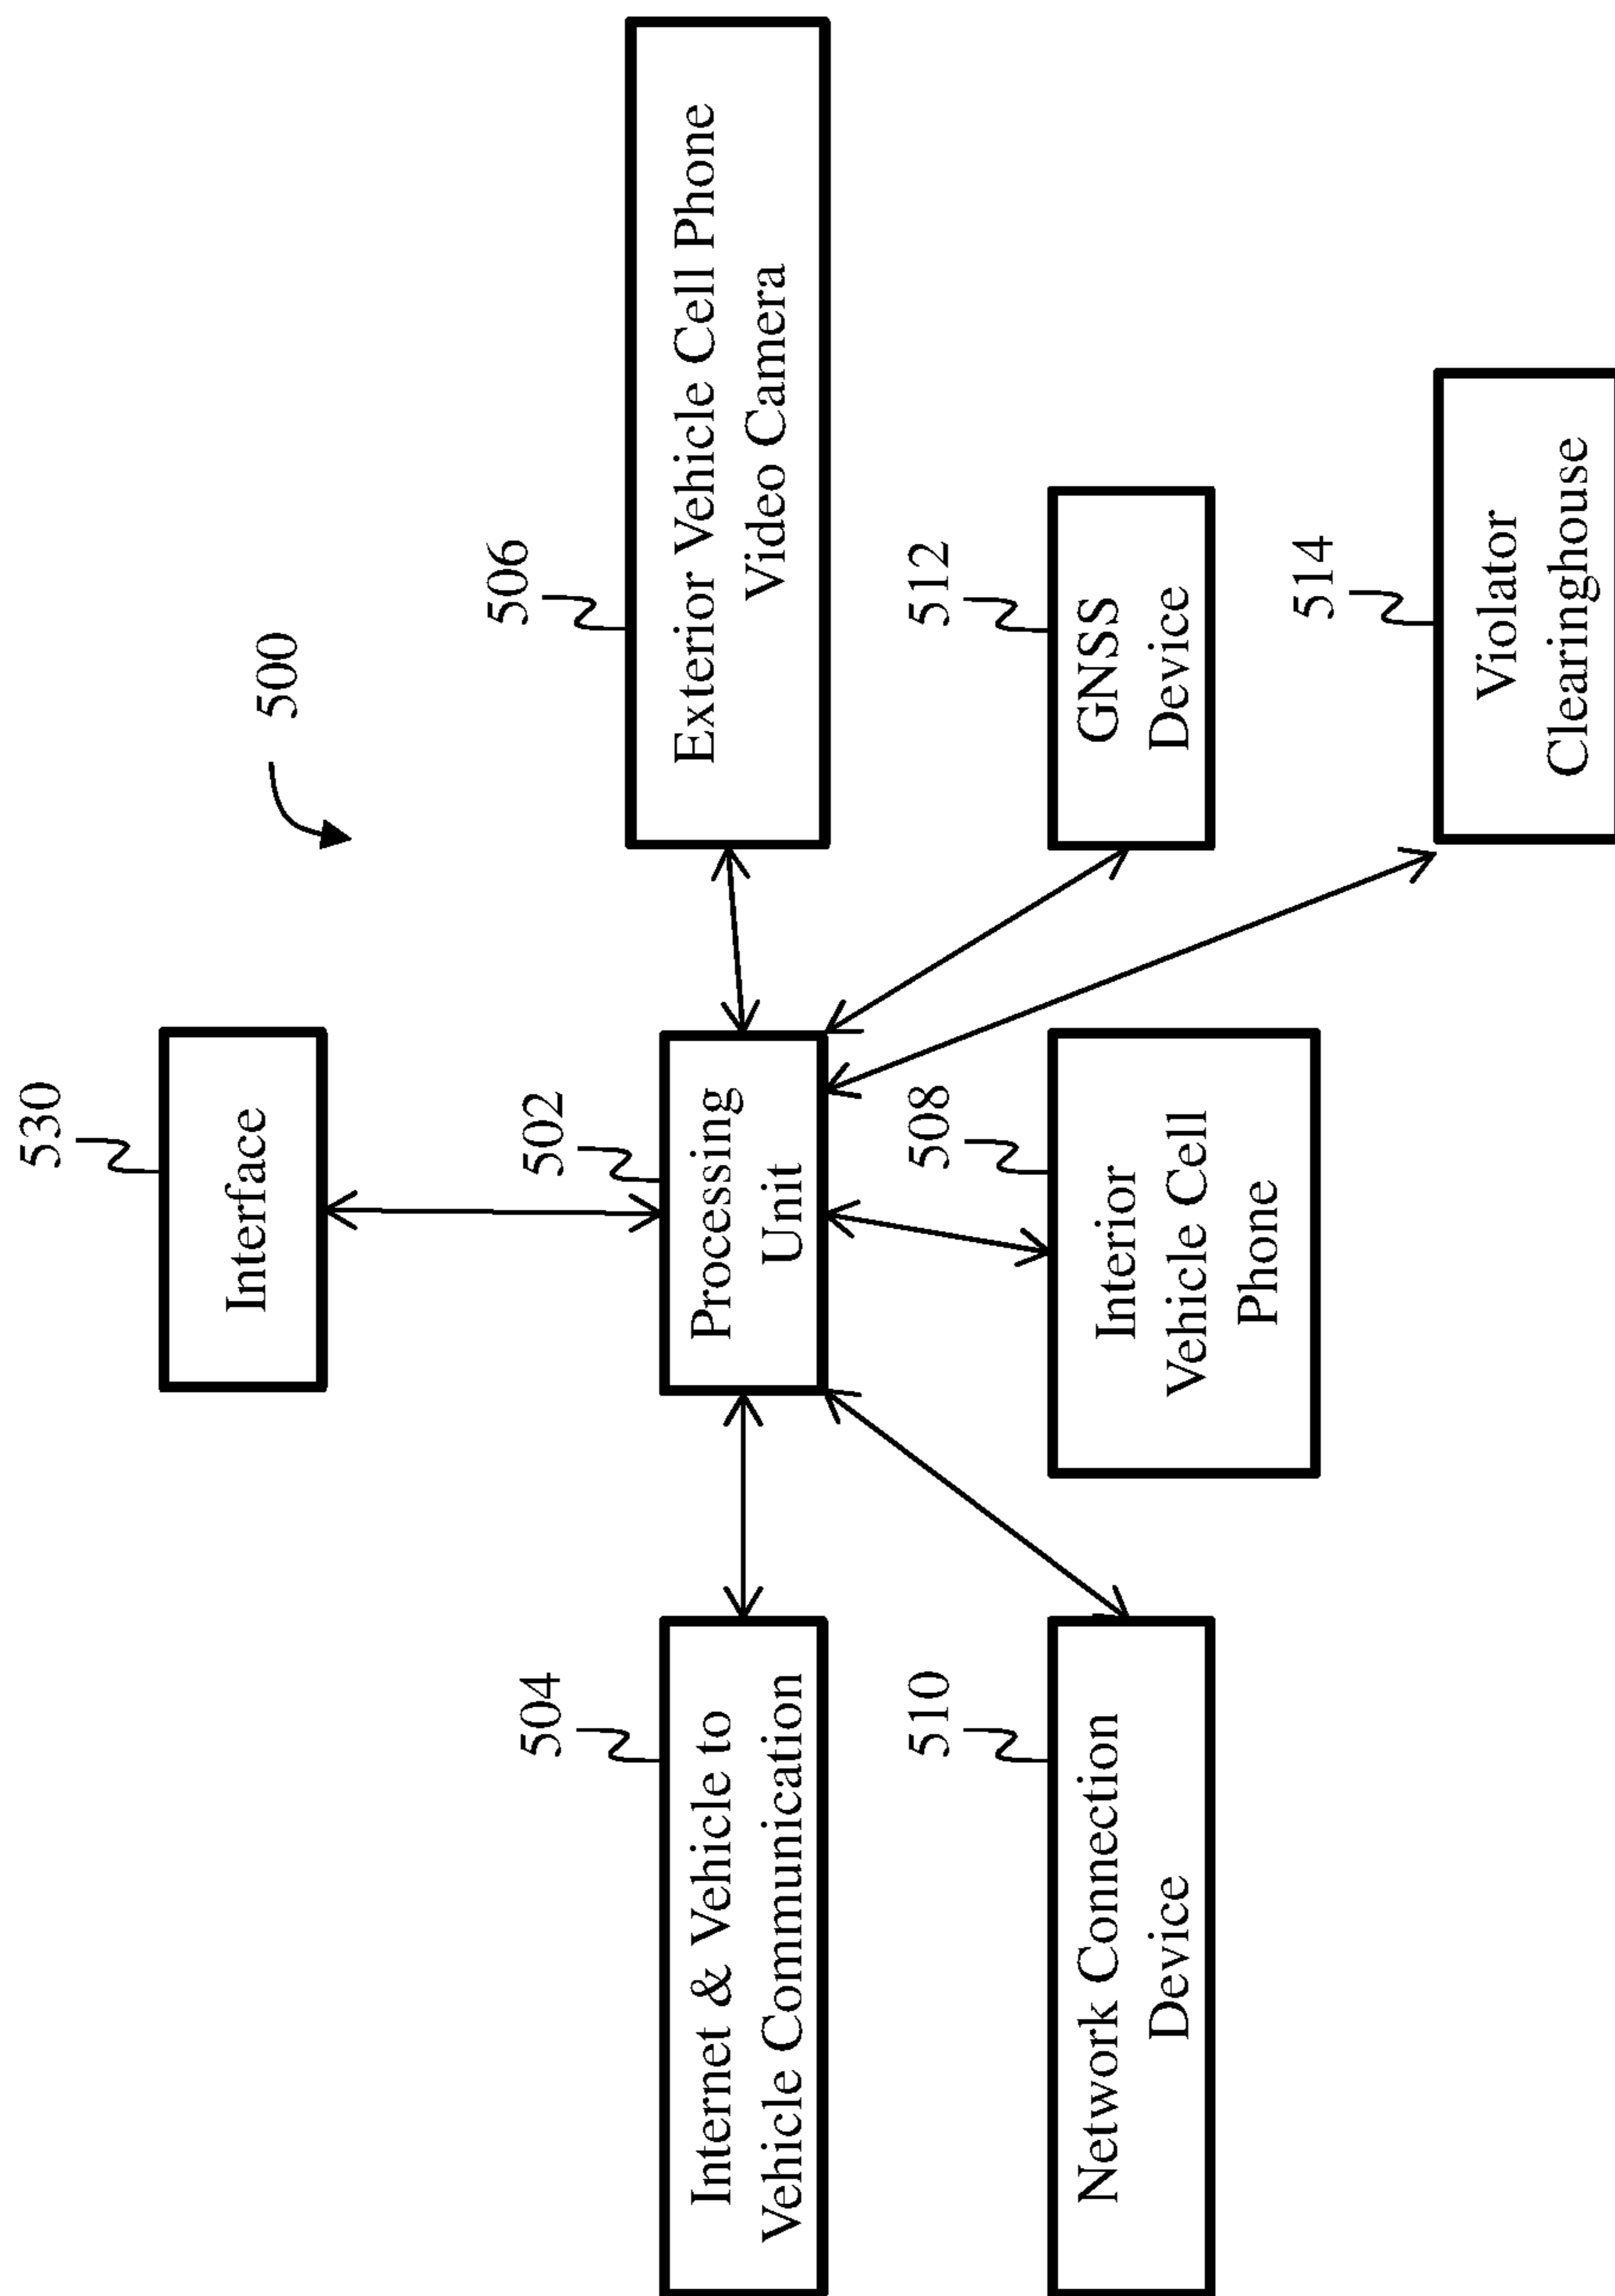 500
530
Interface
504
Internet & Vehicle to
Vehicle Communication
502
Processing
Unit
506
Exterior Vehicle Cell Phone
Video Camera
510
Network Connection
Device
508
Interior
Vehicle Cell
Phone
512
GNSS
Device
514
Violator
Clearinghouse